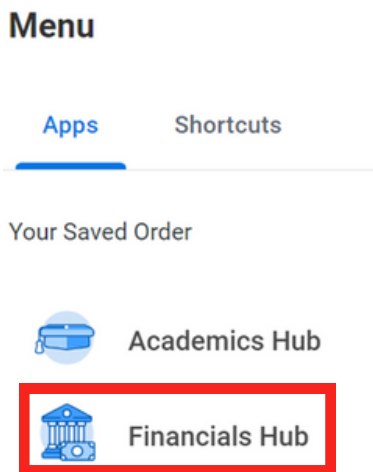 Menu
Apps Shortcuts
Your Saved Order
Academics Hub
Financials Hub